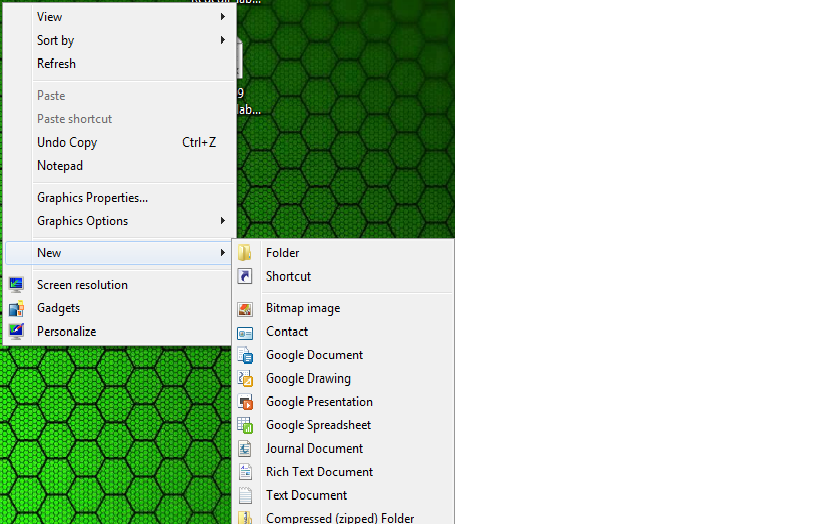 View
Sort by
Refresh
9
lab...
Paste
Paste shortcut
Undo Copy Ctrl+Z
Notepad
Graphics Properties...
Graphics Options
New
Screen resolution
Gadgets
Personalize
Folder
Shortcut
Bitmap image
Contact
Google Document
Google Drawing
Google Presentation
Google Spreadsheet
Journal Document
Rich Text Document
Text Document
Compressed (zipped) Folder